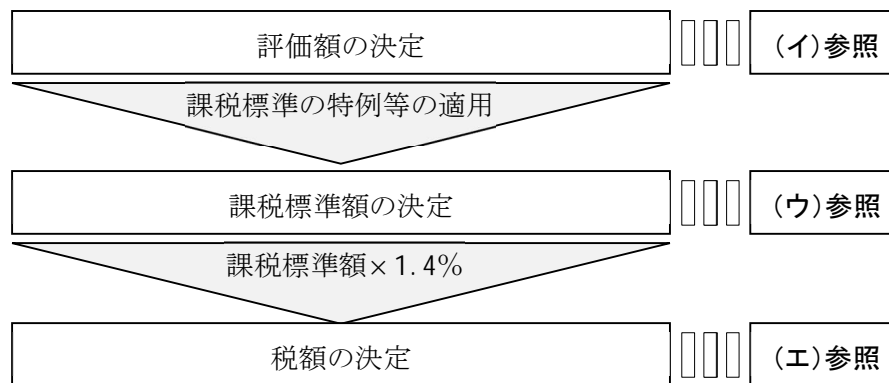 評価額の決定
(イ)参照
課税標準の特例等の適用
課税標準額の決定
(ウ)参照
課税標準額×1.4%
税額の決定
(エ)参照